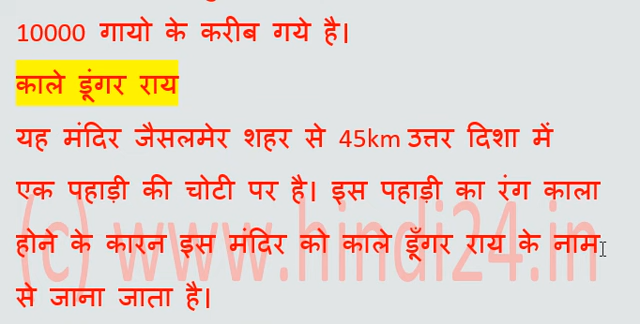 10000 गायो के करीब गये है।
काले डूंगर राय
यह मंदिर जैसलमेर शहर से 45km उत्तर दिशा में
एक पहाड़ी की चोटी पर है। इस पहाड़ी का रंग काला
होने के कारन इस मंदिर को काले डूँगर राय के नाम
से जाना जाता है।
(c) www.hindi24.in